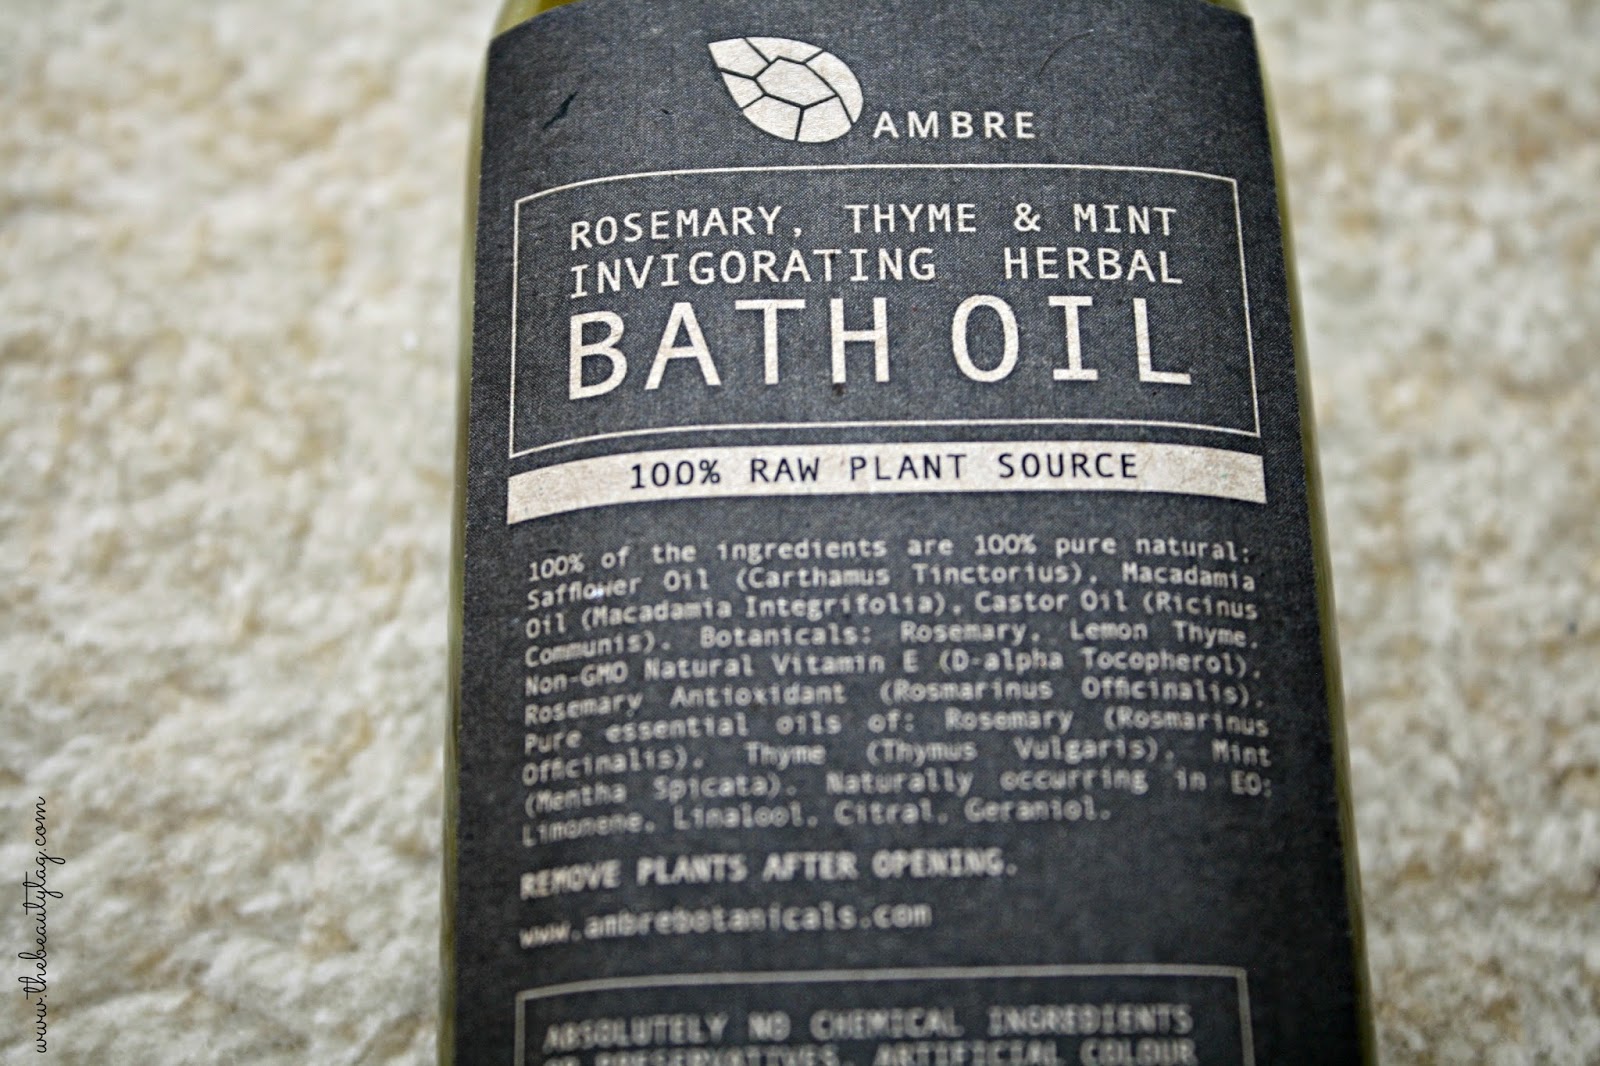 AMBRE
ROSEMARY, THYME & MINT
INVIGORATING HERBAL
BATH OIL
100% RAW PLANT SOURCE
100% of the ingredients are 100% pure natural:
Safflower Oil (Carthamus Tinctorius), Macadamia
Oil (Macadamia Integrifolia), Castor Oil (Ricinus
Communis). Botanicals: Rosemary, Lemon Thyme,
Non-GMO Natural Vitamin E (D-alpha Tocopherol),
Rosemary Antioxidant (Rosmarinus Officinalis),
Pure essential oils of: Rosemary (Rosmarinus
Officinalis), Thyme (Thymus Vulgaris), Mint
(Mentha Spicata). Naturally occurring in EO:
Limonene, Linalool, Citral, Geraniol.
REMOVE PLANTS AFTER OPENING.
www.ambrebotanicals.com
ABSOLUTELY NO CHEMICAL INGREDIENTS
OR PRESERVATIVES, ARTIFICIAL COLOUR
www.thebeautytag.com